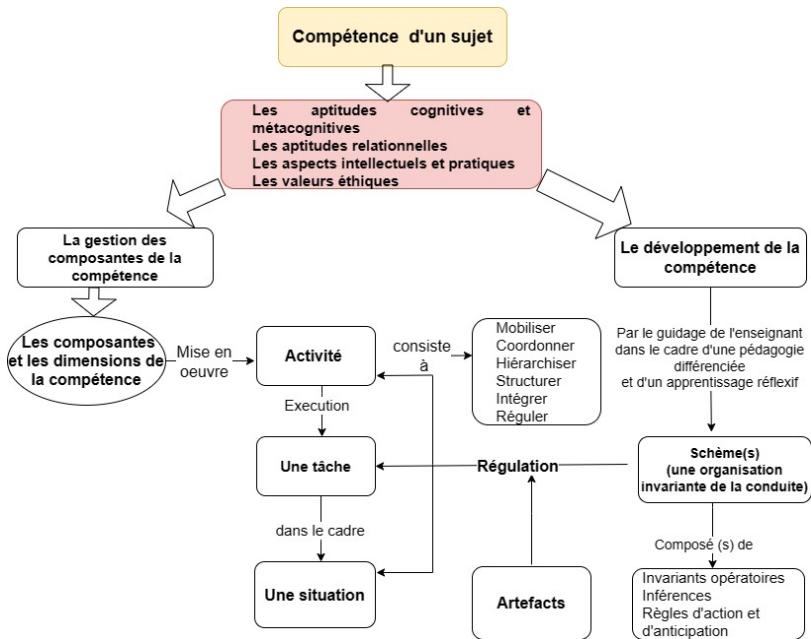 Compétence d'un sujet
Les aptitudes cognitives et
métacognitives
Les aptitudes relationnelles
Les aspects intellectuels et pratiques
Les valeurs éthiques
La gestion des
composantes de la
compétence
Le développement de la
compétence
Les composantes
et les dimensions de
la compétence
Mise en
oeuvre
Activité
consiste
à
Mobiliser
Coordonner
Hiérarchiser
Structurer
Intégrer
Réguler
Par le guidage de l'enseignant
dans le cadre d'une pédagogie
différenciée
et d'un apprentissage réflexif
Execution
Une tâche
Régulation
Schème(s)
(une organisation
invariante de la conduite)
dans le cadre
Composé (s) de
Une situation
Artefacts
Invariants opératoires
Inférences
Règles d'action et
d'anticipation